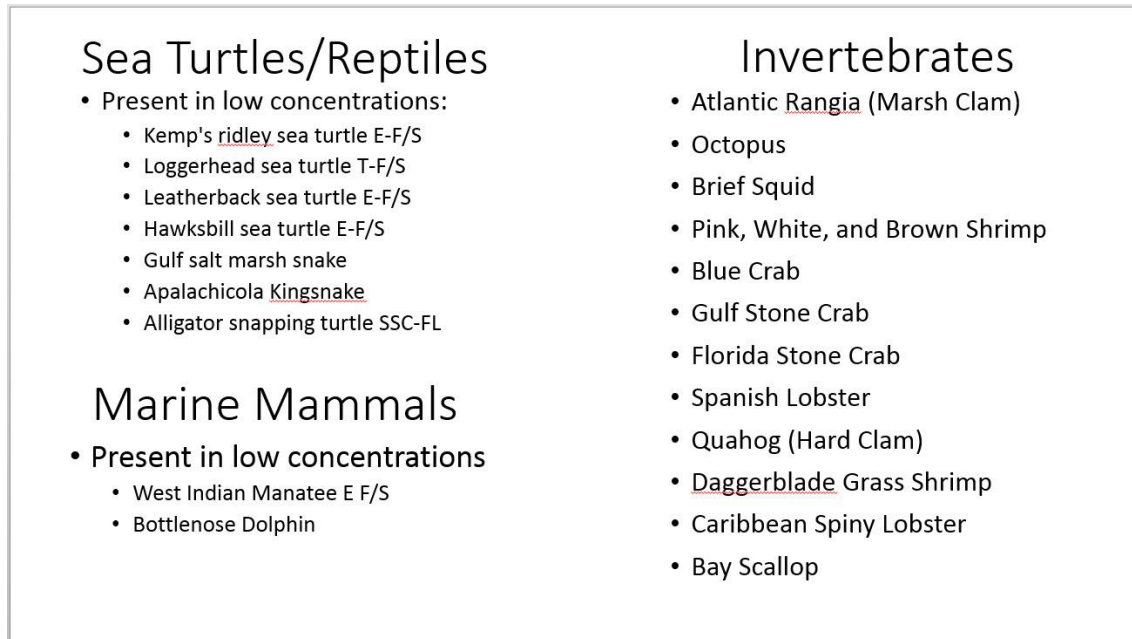 Sea Turtles/Reptiles
• Present in low concentrations:
• Kemp's ridley sea turtle E-F/S
• Loggerhead sea turtle T-F/S
• Leatherback sea turtle E-F/S
• Hawksbill sea turtle E-F/S
• Gulf salt marsh snake
• Apalachicola Kingsnake
• Alligator snapping turtle SSC-FL
Marine Mammals
• Present in low concentrations
• West Indian Manatee E F/S
• Bottlenose Dolphin
Invertebrates
• Atlantic Rangia (Marsh Clam)
• Octopus
• Brief Squid
• Pink, White, and Brown Shrimp
• Blue Crab
• Gulf Stone Crab
• Florida Stone Crab
• Spanish Lobster
• Quahog (Hard Clam)
• Daggerblade Grass Shrimp
• Caribbean Spiny Lobster
• Bay Scallop